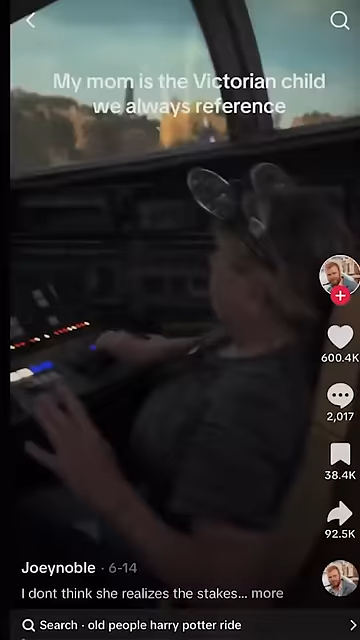 My mom is the Victorian child
we always reference
600.4K
2,017
38.4K
92.5K
Joeynoble · 6-14
I dont think she realizes the stakes... more
Search · old people harry potter ride